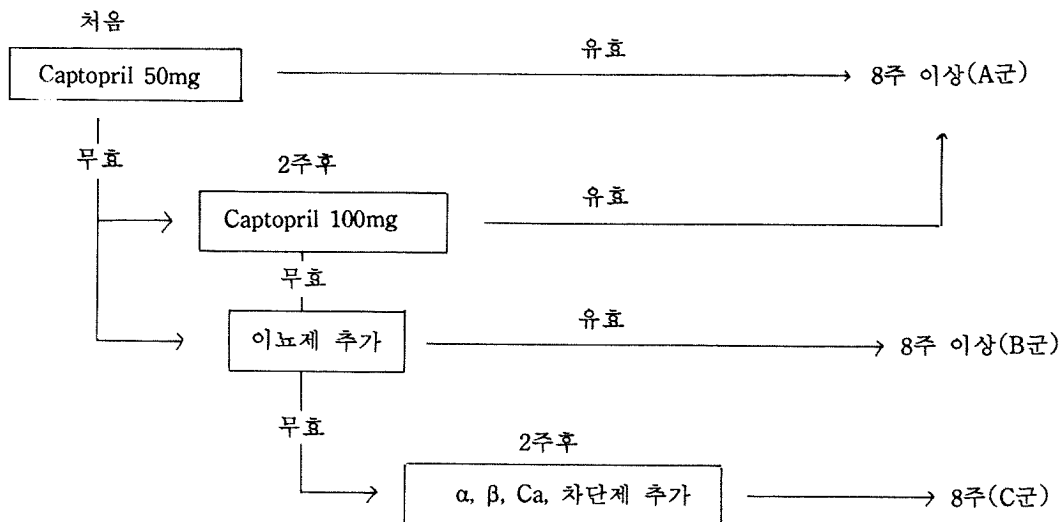 처음
Captopril 50mg
유효
8주 이상(A군)
무효
2주후
Captopril 100mg
유효
무효
이뇨제 추가
유효
8주 이상(B군)
무효
2주후
α, β, Ca, 차단제 추가
8주(C군)